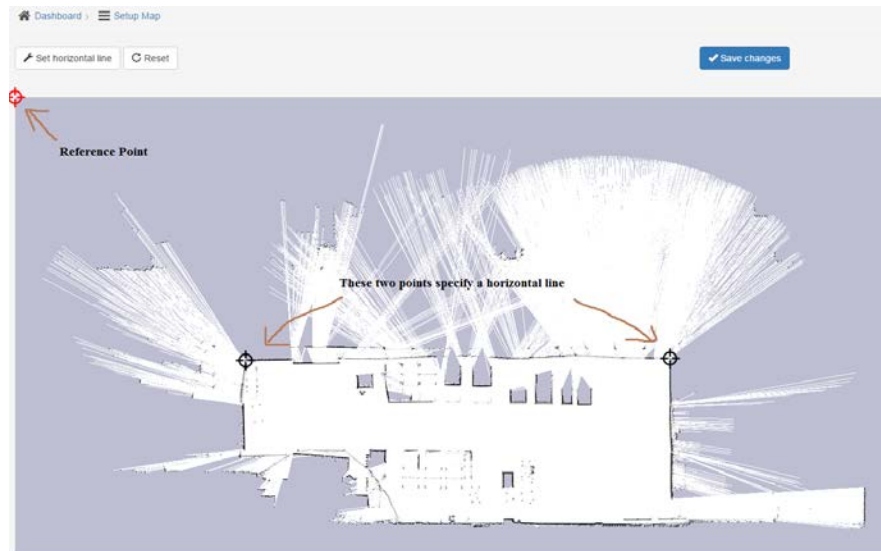 Dashboard > Setup Map
Set horizontal line Reset Save changes
Reference Point
These two points specify a horizontal line